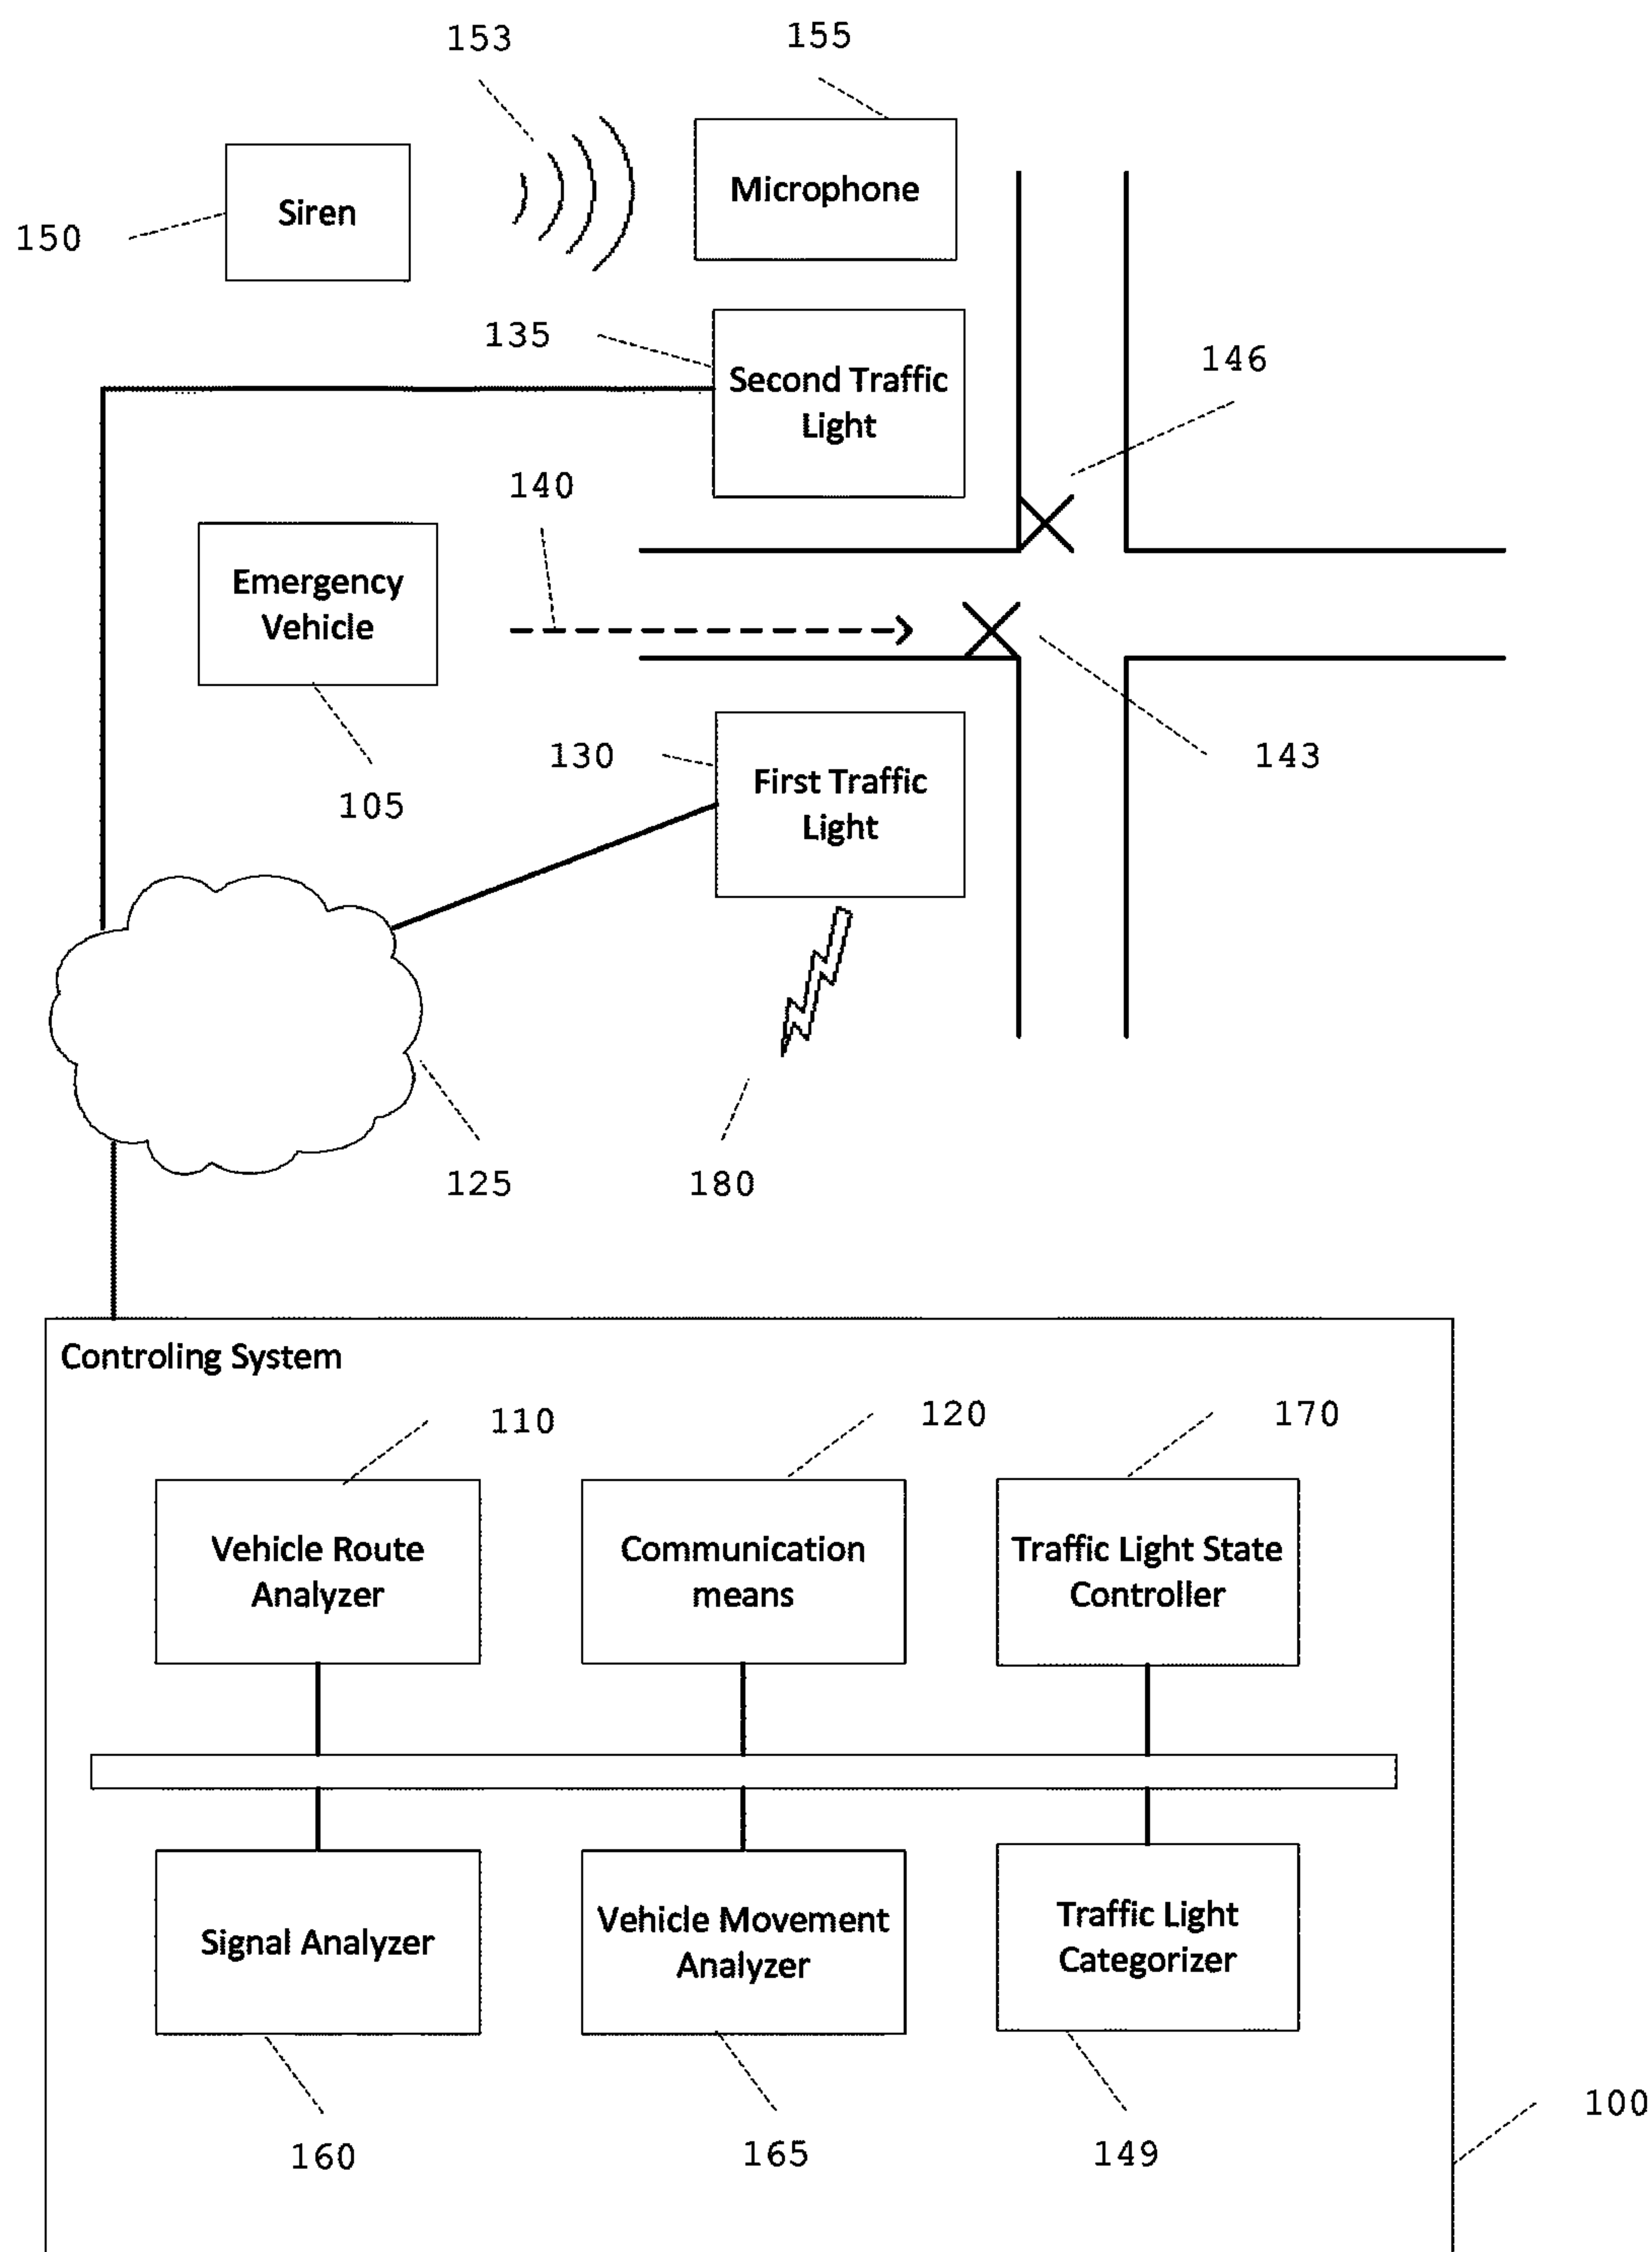 153
155
Siren
Microphone
150
135
146
Second Traffic
Light
140
Emergency
Vehicle
130
143
First Traffic
Light
105
125
180
Controling System
110
120
170
Vehicle Route
Analyzer
Communication
means
Traffic Light State
Controller
Signal Analyzer
Vehicle Movement
Analyzer
Traffic Light
Categorizer
100
160
165
149